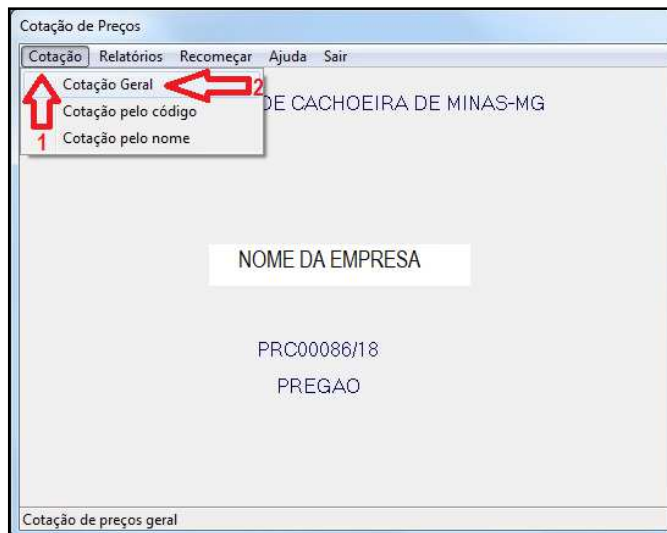 Cotação de Preços
Cotação Relatórios Recomeçar Ajuda Sair
Cotação Geral 2
DE CACHOEIRA DE MINAS-MG
Cotação pelo código
1 Cotação pelo nome
NOME DA EMPRESA
PRC00086/18
PREGAO
Cotação de preços geral